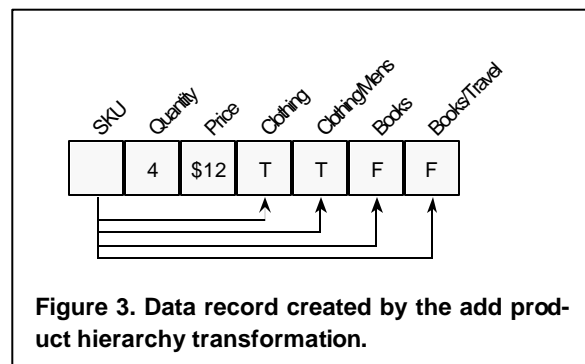 SKU Quantity Price Clothing Clothing/Mens Books Books/Travel
4 $12 T T F F
Figure 3. Data record created by the add prod-
uct hierarchy transformation.